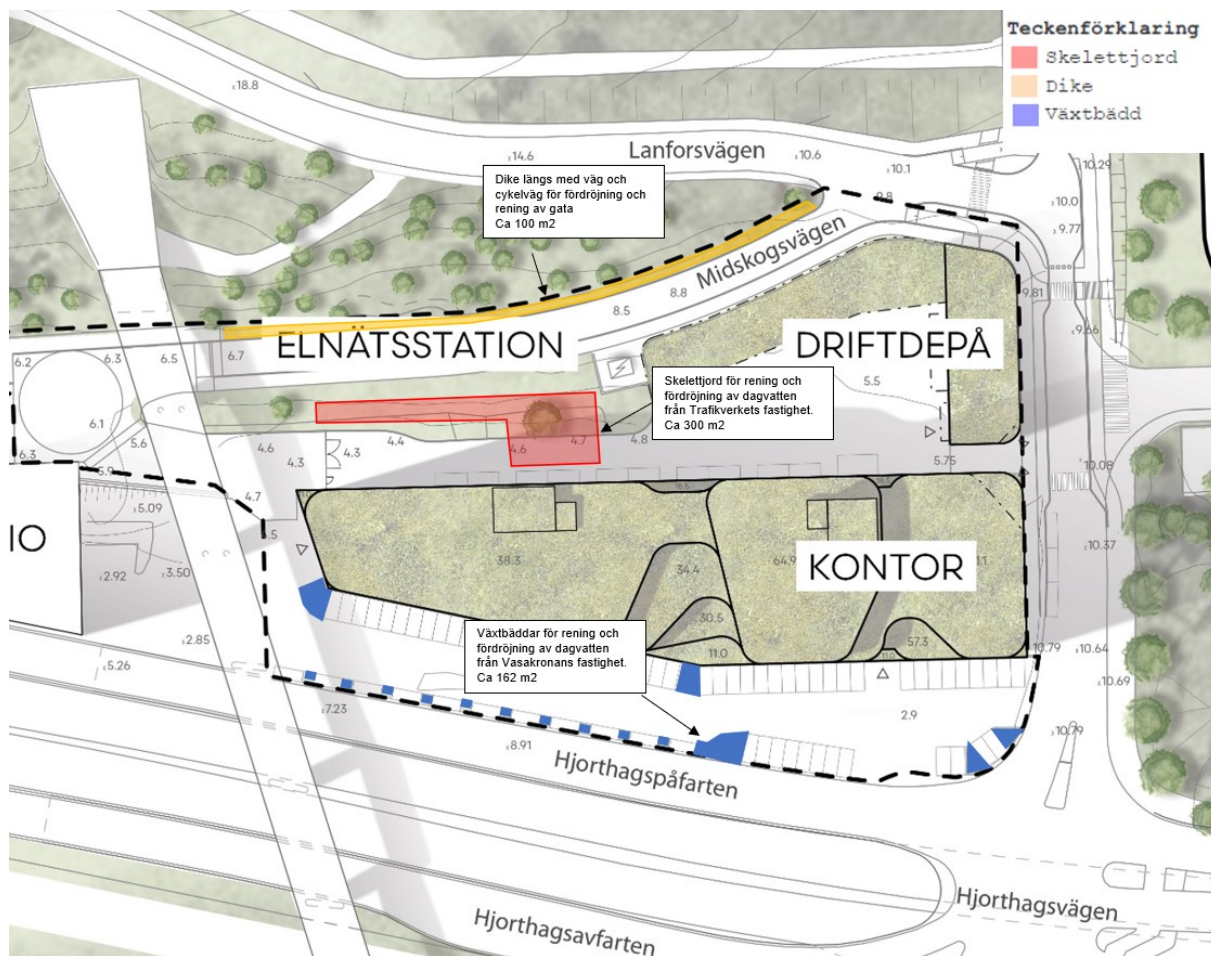 Teckenförklaring
Skelettjord
Dike
Växtbädd
18.8
14.6
Lanforsvägen
10.6
10.1
10.29
9.8
10.0
9.77
Dike längs med väg och
cykelväg för fördröjning och
rening av gata
Ca 100 m2
Midskogsvägen
8.8
8.5
9.81
9.66
6.2
6.3
6.5
6.7
ELNÄTSSTATION
DRIFTDEPÅ
5.5
Skelettjord för rening och
fördröjning av dagvatten
från Trafikverkets fastighet.
Ca 300 m2
6.1
5.6
4.6
4.3
4.3
4.4
4.6
4.7
4.8
5.75
6.3
5.9
4.7
10.08
5.09
IO
2.92
3.50
38.3
34.4
64.9
KONTOR
10.37
30.5
11.0
57.3
Växtbäddar för rening och
fördröjning av dagvatten
från Vasakronans fastighet.
Ca 162 m2
2.85
5.26
10.79
10.64
10.69
7.23
2.9
10.79
8.91
Hjorthagspåfarten
Hjorthagsvägen
Hjorthagsavfarten